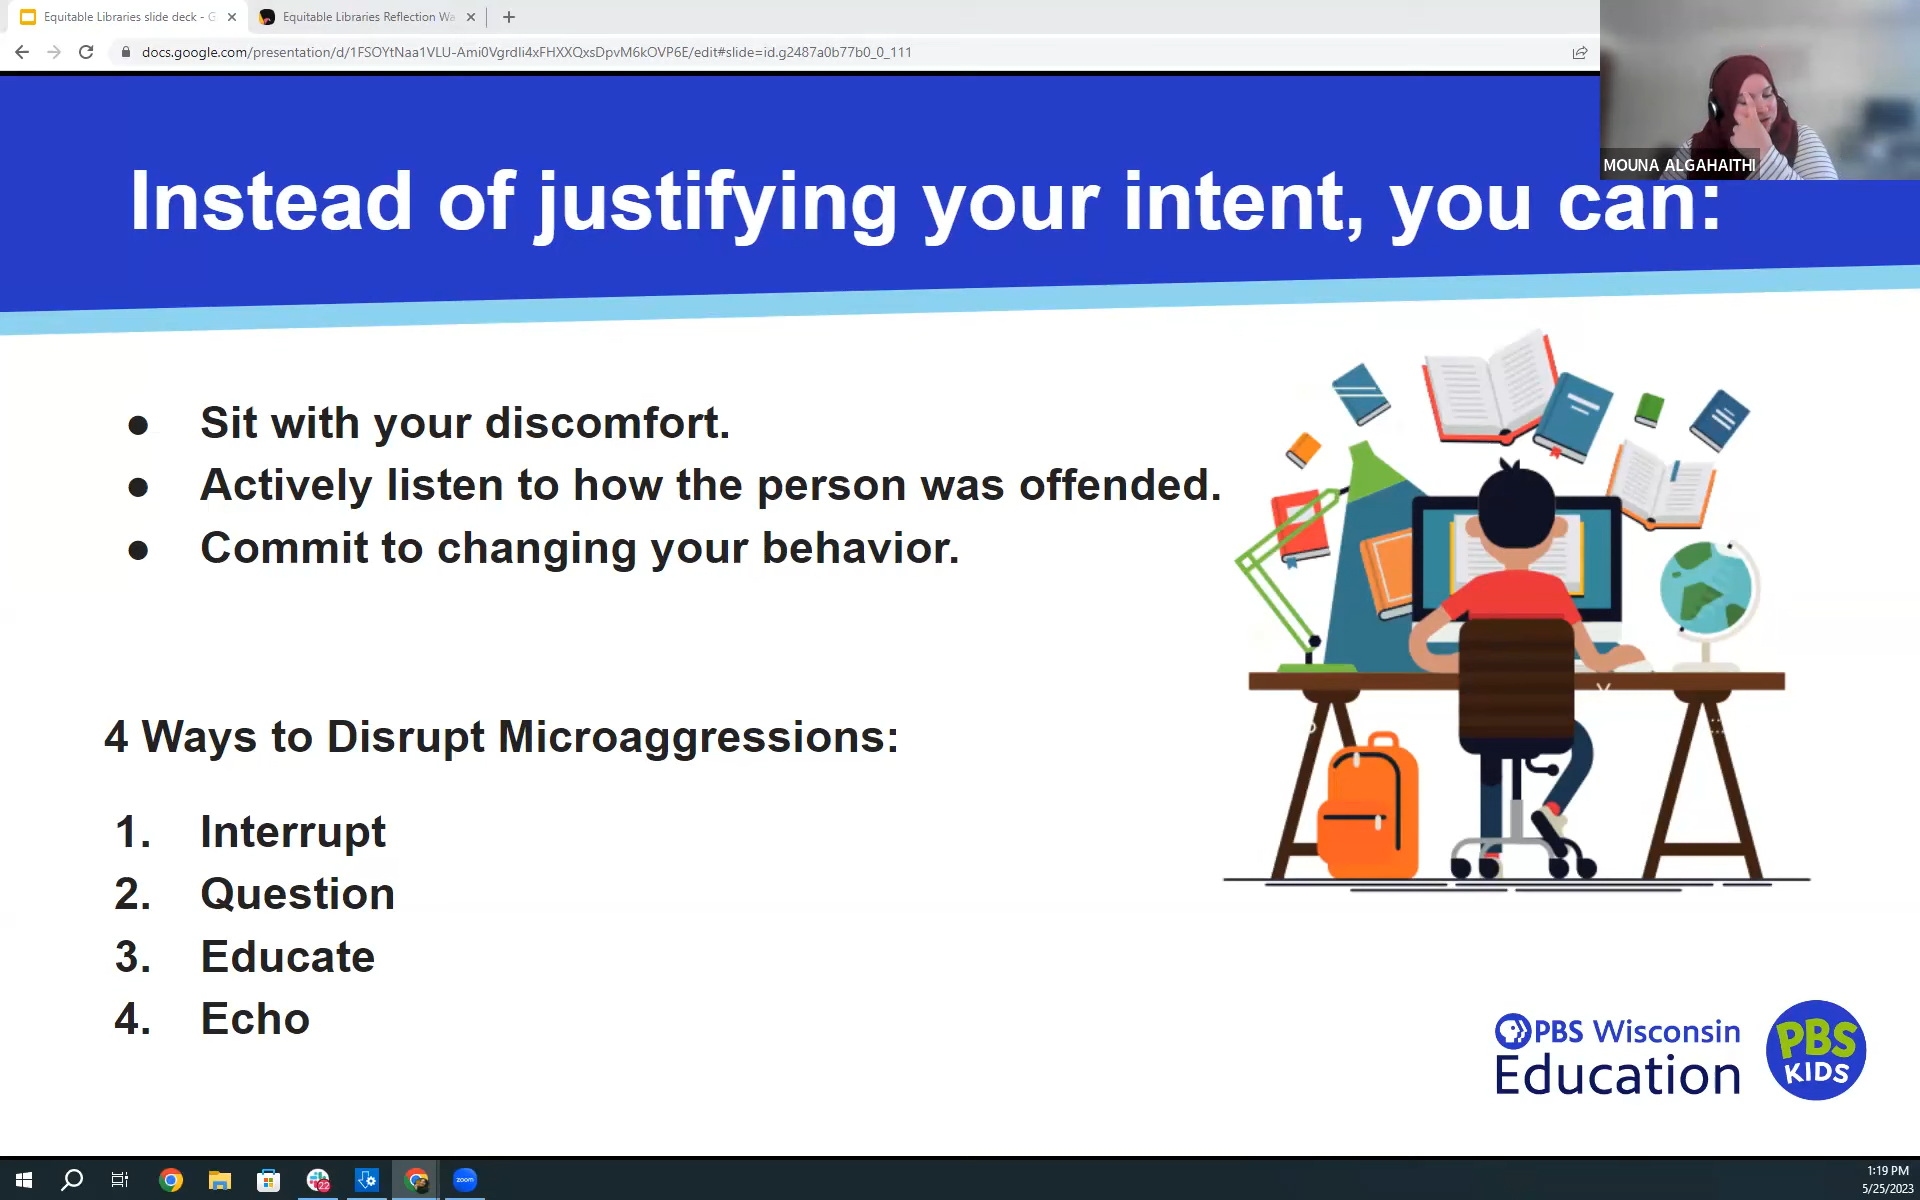 Equitable Libraries slide deck - G
Equitable Libraries Reflection Wa
docs.google.com/presentation/d/1FSOYtNaa1VLU-Ami0Vgrdli4xFHXXQxsDpvM6kOVP6E/edit#slide=id.g2487a0b77b0_0_111
MOUNA ALGAHAITHI
Instead of justifying your intent, you can:
● Sit with your discomfort.
● Actively listen to how the person was offended.
● Commit to changing your behavior.
4 Ways to Disrupt Microaggressions:
1. Interrupt
2. Question
3. Educate
4. Echo
PBS Wisconsin
Education
PBS
KIDS
22
zoom
1:19 PM
5/25/2023